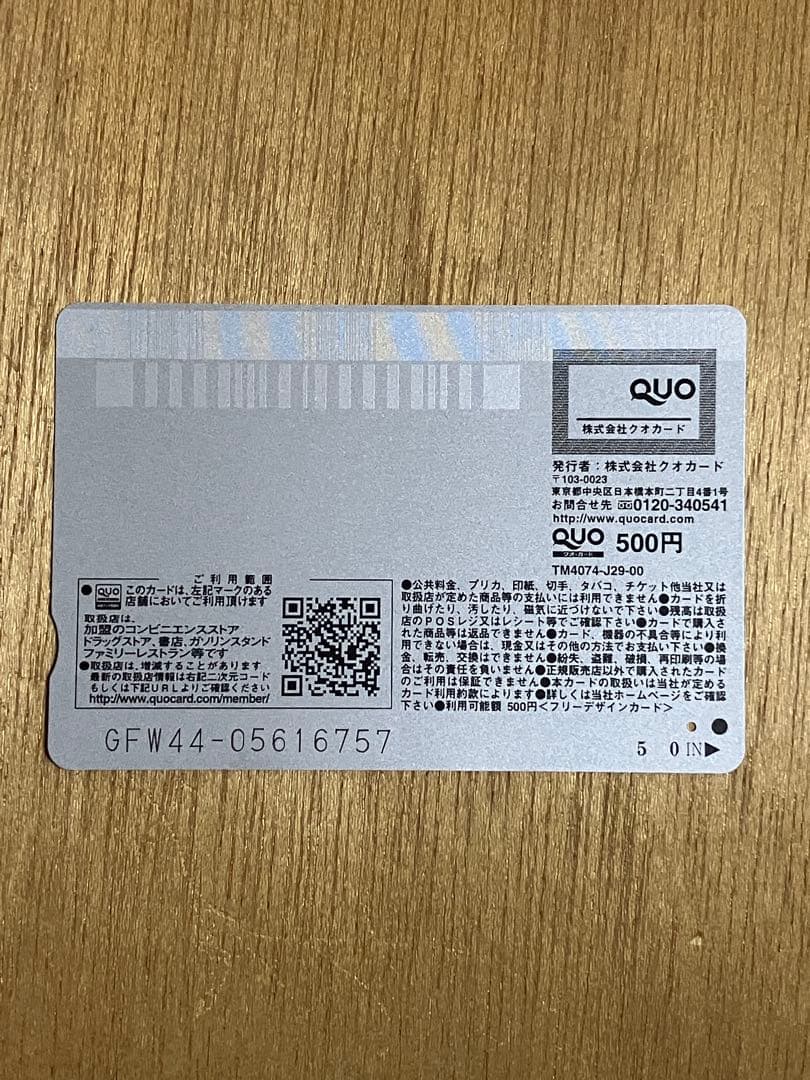 QUO
株式会社クオカード
発行者：株式会社クオカード
〒103-0023
東京都中央区日本橋本町二丁目4番1号
お問合せ先 0120-340541
http://www.quocard.com
QUO 500円
クオ・カード
TM4074-J29-00
ご利用範囲
●QUO このカードは、左記マークのある
店舗においてご利用頂けます
取扱店は、
加盟のコンビニエンスストア
ドラッグストア、書店、ガソリンスタンド
ファミリーレストラン等です
●取扱店は、増減することがあります
最新の取扱店情報は右記二次元コード
もしくは下記URLよりご確認ください
http://www.quocard.com/member/
●公共料金、プリカ、印紙、切手、タバコ、チケット他当社又は
取扱店が定めた商品等の支払いには利用できません●カードを折
り曲げたり、汚したり、磁気に近づけないで下さい●残高は取扱
店のPOSレジ又はレシート等でご確認下さい●カードで購入さ
れた商品等は返品できません●カード、機器の不具合等により利
用できない場合は、現金又はその他の方法でお支払い下さい●換
金、転売、交換はできません●紛失、盗難、破損、再印刷等の場
合はその責任を負いません●正規販売店以外で購入されたカード
のご利用は保証できません●本カードの取扱いは当社が定める
カード利用約款によります●詳しくは当社ホームページをご確認
下さい●利用可能額 500円<フリーデザインカード>
GFW44-05616757
5 0 IN▶